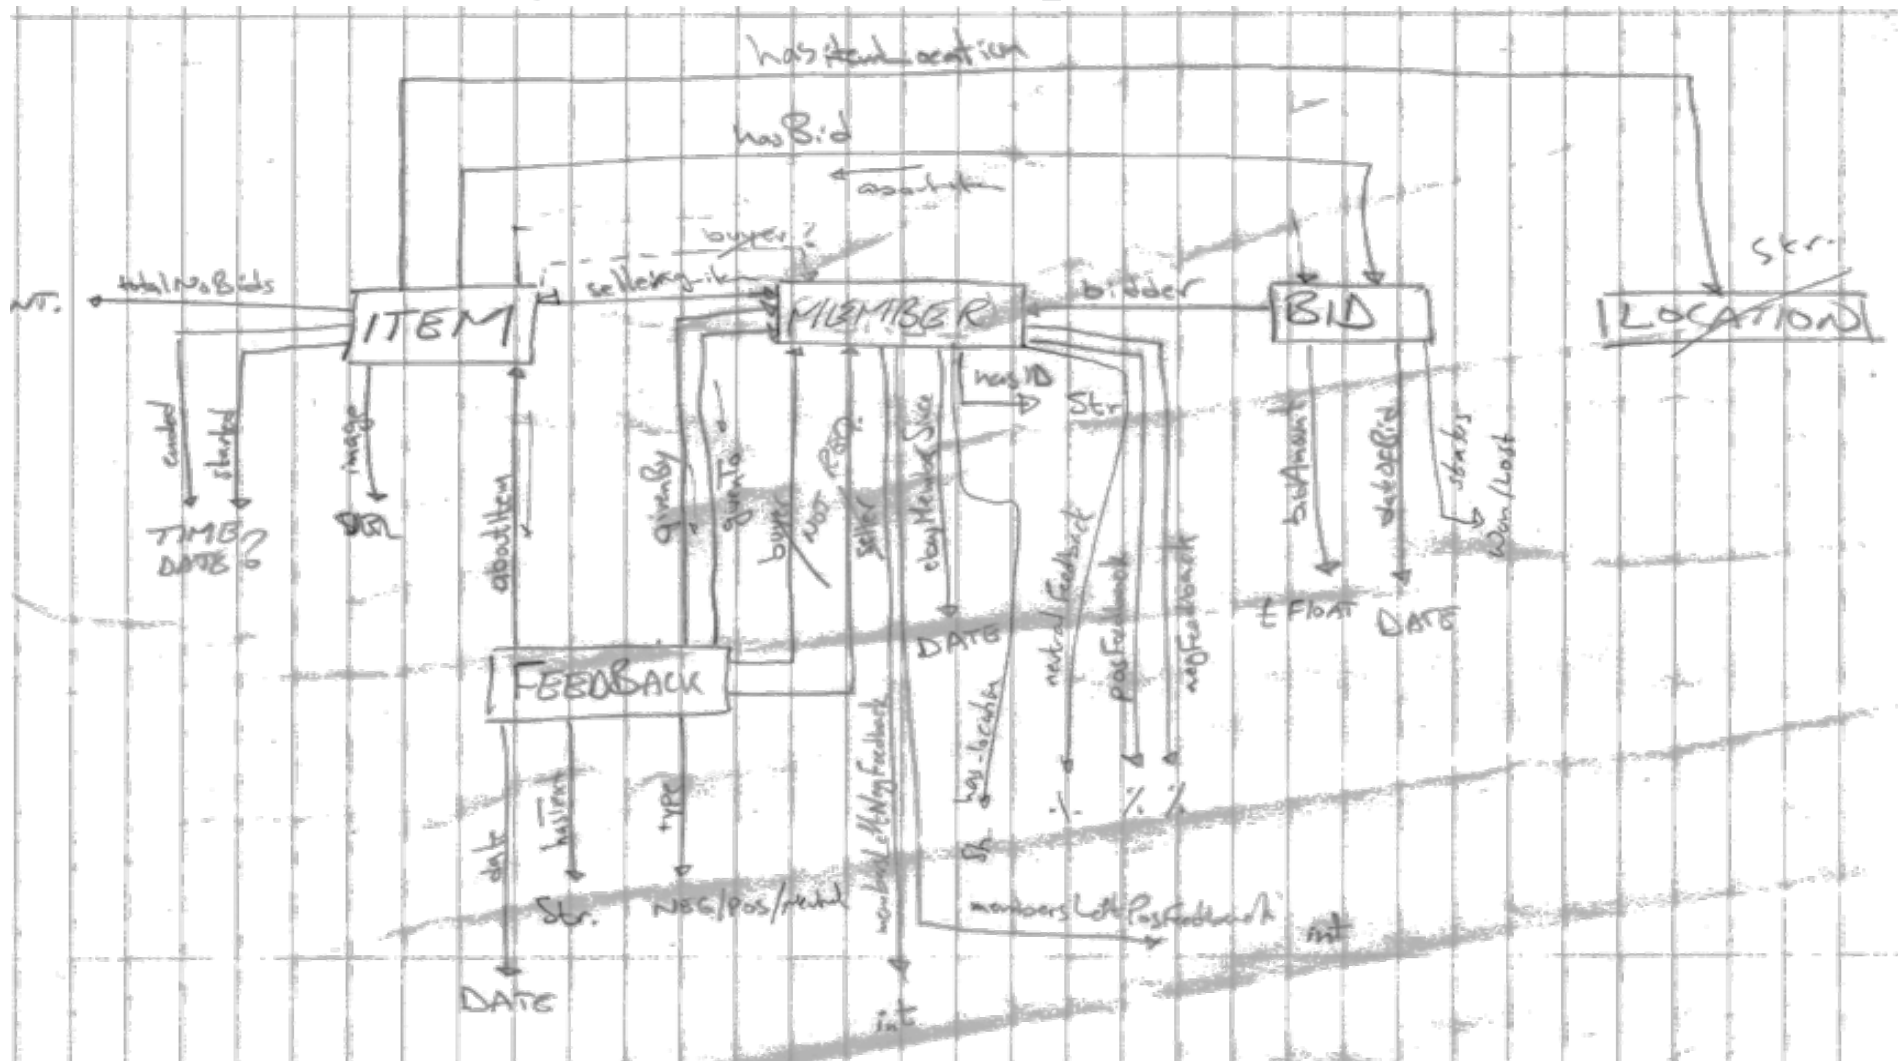 hasitemLocation
hasBid
buyer ?
str.
totalNoBids
NT.
bidder
ITEM
MEMBER
BID
LOCATION
hasID
Str
ended
started
image
aboutItem
givenBy
givenTo
buyer
NOT REQ.
seller
ebayMemberSince
neutralFeedback
posFeedback
negFeedback
bidAmount
dateOfBid
status
Won/Lost
TIME?
DATE?
£ FLOAT
DATE
DATE
FEEDBACK
date
hasText
type
membersLeftNegFeedback
has-location
%
%
%
Str.
NEG/POS/Neutral
membersLeftPosFeedback
int
DATE
int